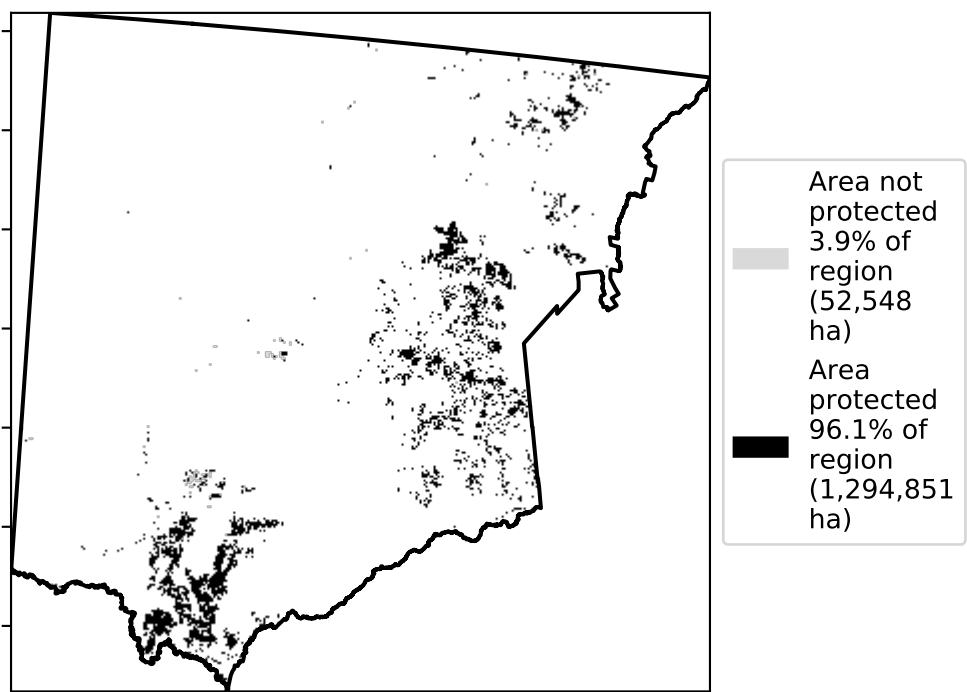 Area not
protected
3.9% of
region
(52,548
ha)
Area
protected
96.1% of
region
(1,294,851
ha)